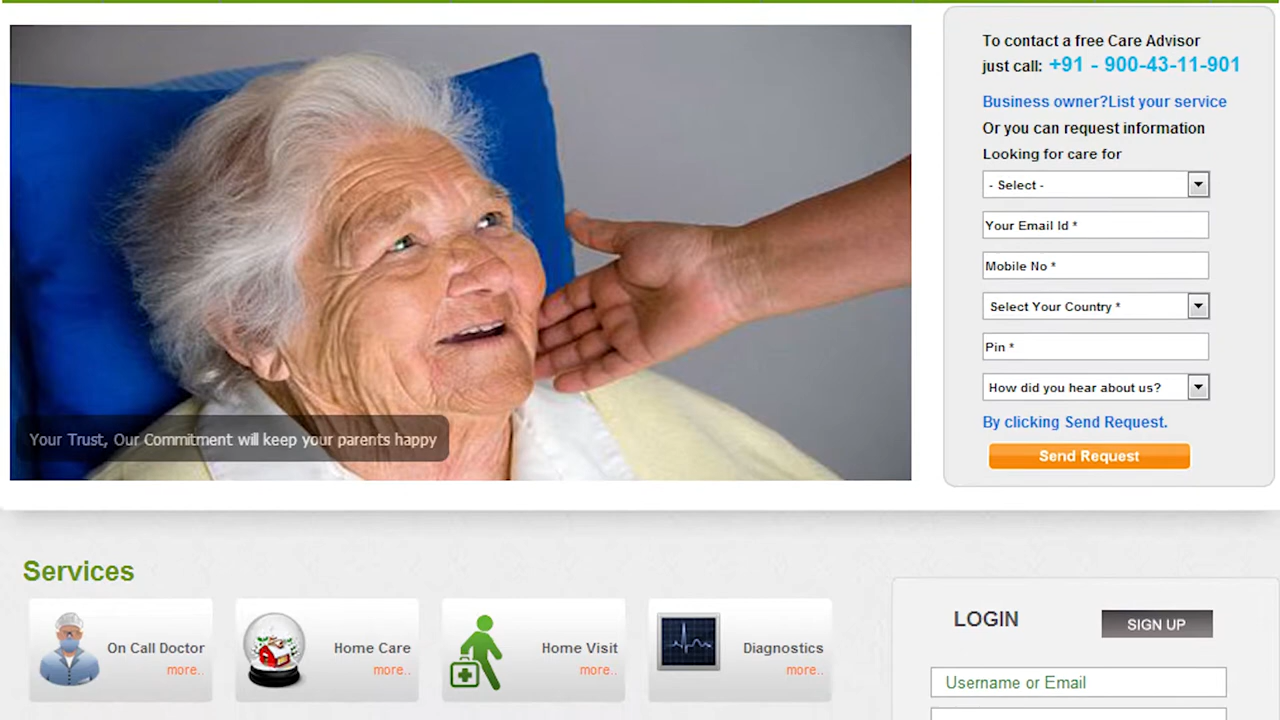 To contact a free Care Advisor
just call: +91 - 900-43-11-901
Business owner?List your service
Or you can request information
Looking for care for
- Select -
Your Email Id *
Mobile No *
Select Your Country *
Pin *
How did you hear about us?
By clicking Send Request.
Send Request
Your Trust, Our Commitment will keep your parents happy
Services
On Call Doctor
more..
Home Care
more..
Home Visit
more..
Diagnostics
more..
LOGIN
SIGN UP
Username or Email